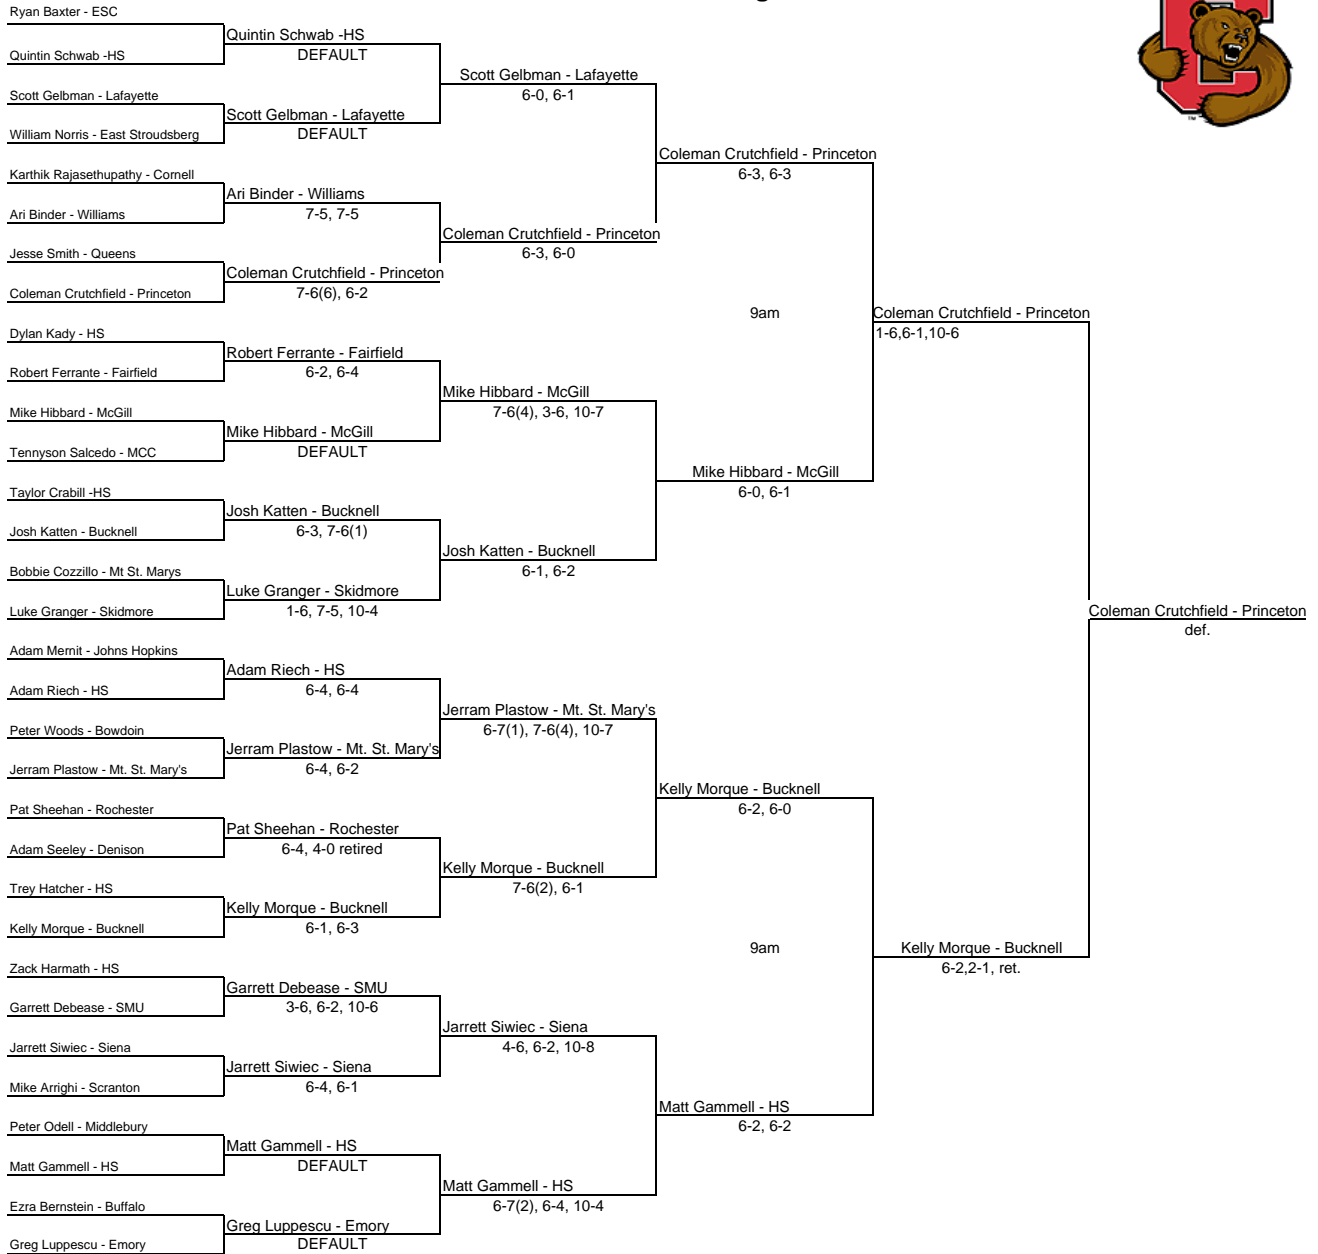 Ryan Baxter - ESC
Quintin Schwab -HS
Scott Gelbman - Lafayette
William Norris - East Stroudsberg
Karthik Rajasethupathy - Cornell
Ari Binder - Williams
Jesse Smith - Queens
Coleman Crutchfield - Princeton
Dylan Kady - HS
Robert Ferrante - Fairfield
Mike Hibbard - McGill
Tennyson Salcedo - MCC
Taylor Crabill -HS
Josh Katten - Bucknell
Bobbie Cozzillo - Mt St. Marys
Luke Granger - Skidmore
Adam Mernit - Johns Hopkins
Adam Riech - HS
Peter Woods - Bowdoin
Jerram Plastow - Mt. St. Mary's
Pat Sheehan - Rochester
Adam Seeley - Denison
Trey Hatcher - HS
Kelly Morque - Bucknell
Zack Harmath - HS
Garrett Debease - SMU
Jarrett Siwiec - Siena
Mike Arrighi - Scranton
Peter Odell - Middlebury
Matt Gammell - HS
Ezra Bernstein - Buffalo
Greg Luppescu - Emory
Quintin Schwab -HS
DEFAULT
Scott Gelbman - Lafayette
DEFAULT
Ari Binder - Williams
7-5, 7-5
Coleman Crutchfield - Princeton
7-6(6), 6-2
Robert Ferrante - Fairfield
6-2, 6-4
Mike Hibbard - McGill
DEFAULT
Josh Katten - Bucknell
6-3, 7-6(1)
Luke Granger - Skidmore
1-6, 7-5, 10-4
Adam Riech - HS
6-4, 6-4
Jerram Plastow - Mt. St. Mary's
6-4, 6-2
Pat Sheehan - Rochester
6-4, 4-0 retired
Kelly Morque - Bucknell
6-1, 6-3
Garrett Debease - SMU
3-6, 6-2, 10-6
Jarrett Siwiec - Siena
6-4, 6-1
Matt Gammell - HS
DEFAULT
Greg Luppescu - Emory
DEFAULT
Scott Gelbman - Lafayette
6-0, 6-1
Coleman Crutchfield - Princeton
6-3, 6-0
Mike Hibbard - McGill
7-6(4), 3-6, 10-7
Josh Katten - Bucknell
6-1, 6-2
Jerram Plastow - Mt. St. Mary's
6-7(1), 7-6(4), 10-7
Kelly Morque - Bucknell
7-6(2), 6-1
Jarrett Siwiec - Siena
4-6, 6-2, 10-8
Matt Gammell - HS
6-7(2), 6-4, 10-4
Coleman Crutchfield - Princeton
6-3, 6-3
9am
Mike Hibbard - McGill
6-0, 6-1
Kelly Morque - Bucknell
6-2, 6-0
9am
Matt Gammell - HS
6-2, 6-2
Coleman Crutchfield - Princeton
1-6,6-1,10-6
Kelly Morque - Bucknell
6-2,2-1, ret.
Coleman Crutchfield - Princeton
def.
TM